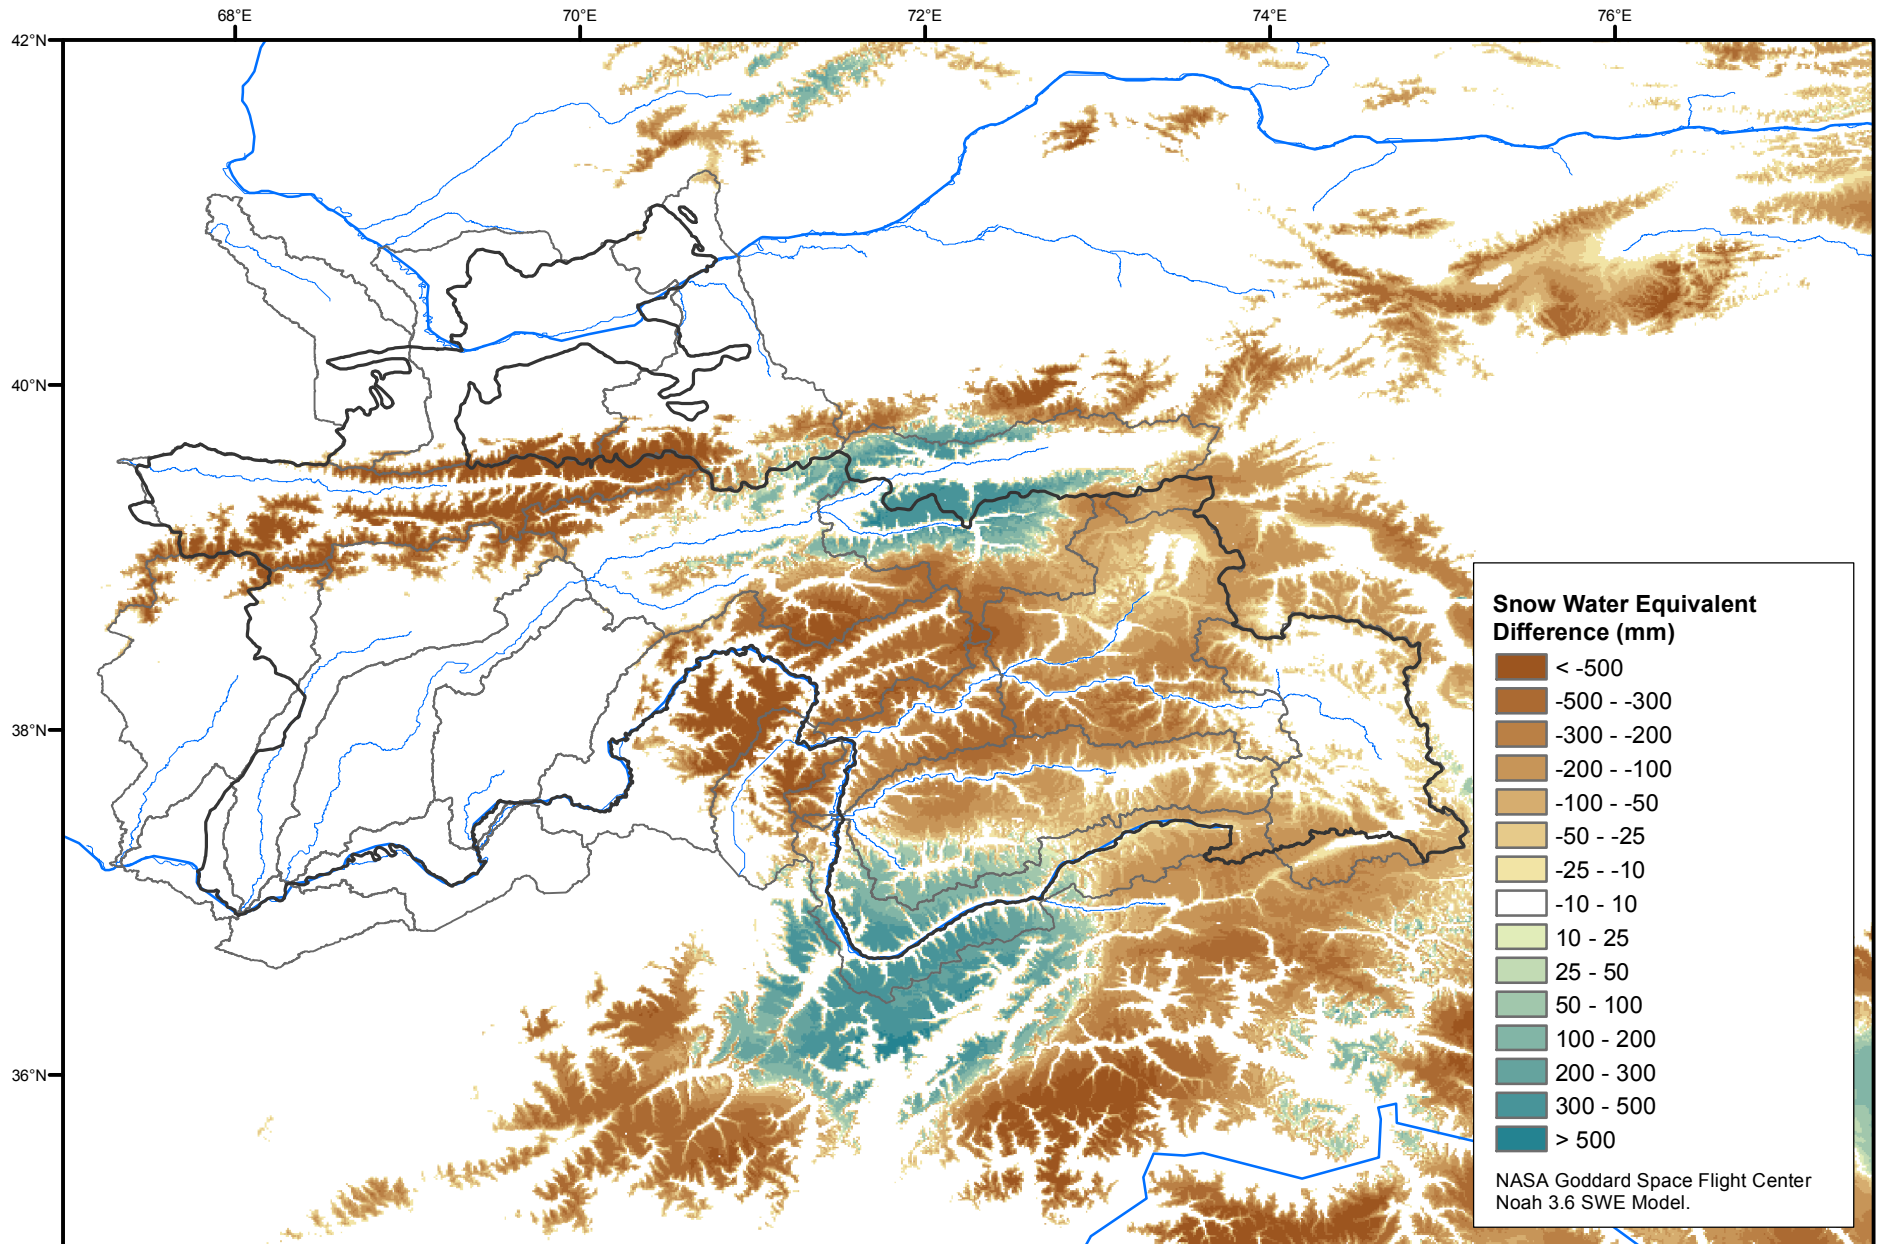 68°E
70°E
72°E
74°E
76°E
42°N
40°N
38°N
36°N
Snow Water Equivalent
Difference (mm)
< -500
-500 - -300
-300 - -200
-200 - -100
-100 - -50
-50 - -25
-25 - -10
-10 - 10
10 - 25
25 - 50
50 - 100
100 - 200
200 - 300
300 - 500
> 500
NASA Goddard Space Flight Center
Noah 3.6 SWE Model.